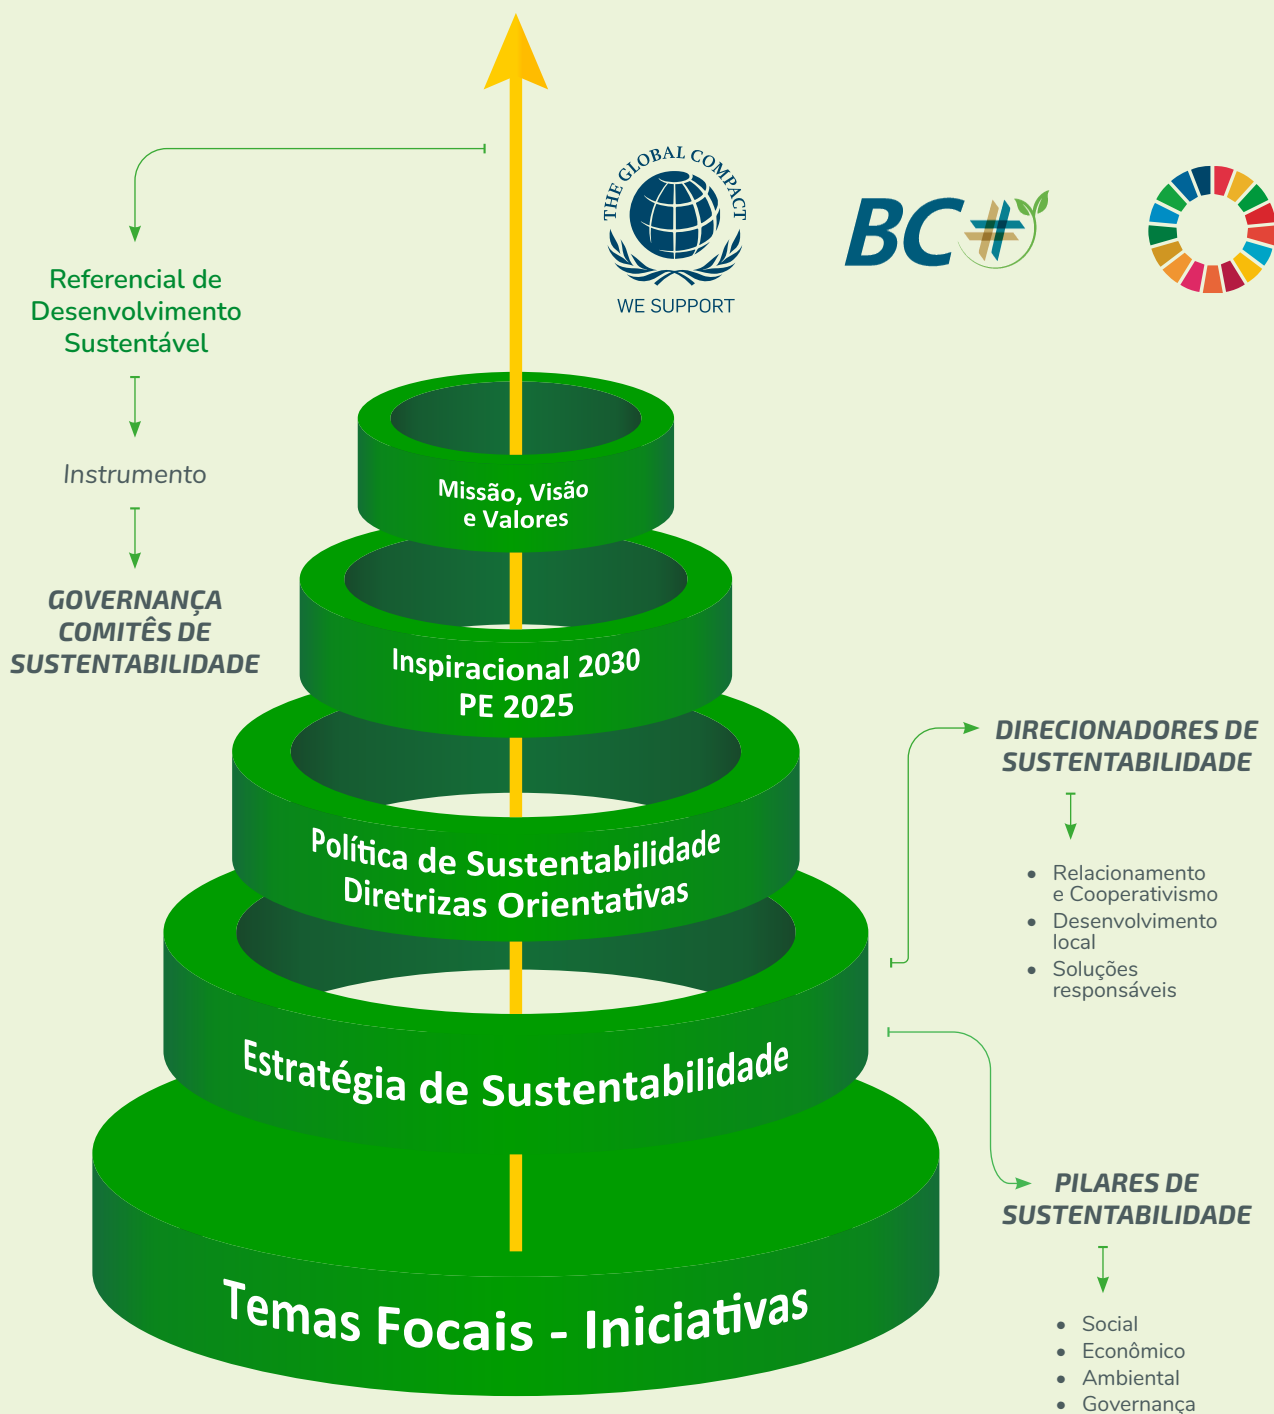 THE GLOBAL COMPACT
WE SUPPORT
BC#
Referencial de
Desenvolvimento
Sustentável
Instrumento
GOVERNANÇA
COMITÊS DE
SUSTENTABILIDADE
Missão, Visão
e Valores
Inspiracional 2030
PE 2025
Política de Sustentabilidade
Diretrizas Orientativas
Estratégia de Sustentabilidade
Temas Focais - Iniciativas
DIRECIONADORES DE
SUSTENTABILIDADE
• Relacionamento
e Cooperativismo
• Desenvolvimento
local
• Soluções
responsáveis
PILARES DE
SUSTENTABILIDADE
• Social
• Econômico
• Ambiental
• Governança